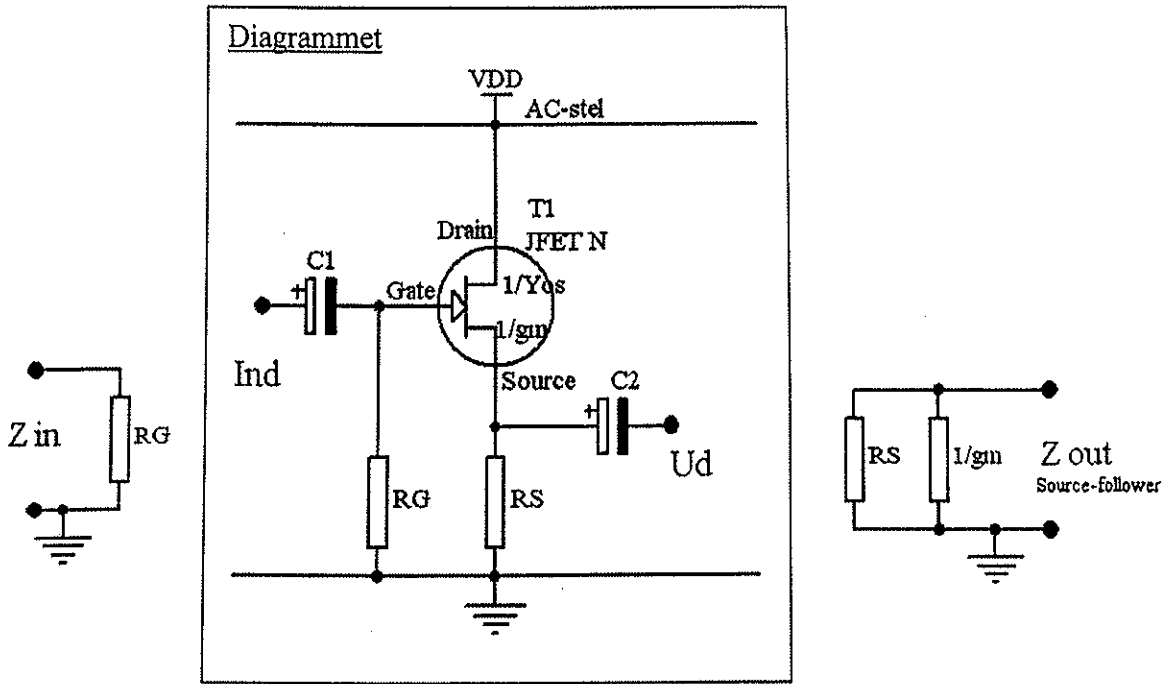 Diagrammet
VDD
AC-stel
T1
JFET N
Drain
C1
Gate
1/Yos
1/gm
Ind
Source
C2
Ud
RG
RS
Z in
RG
RS
1/gm
Z out
Source-follower